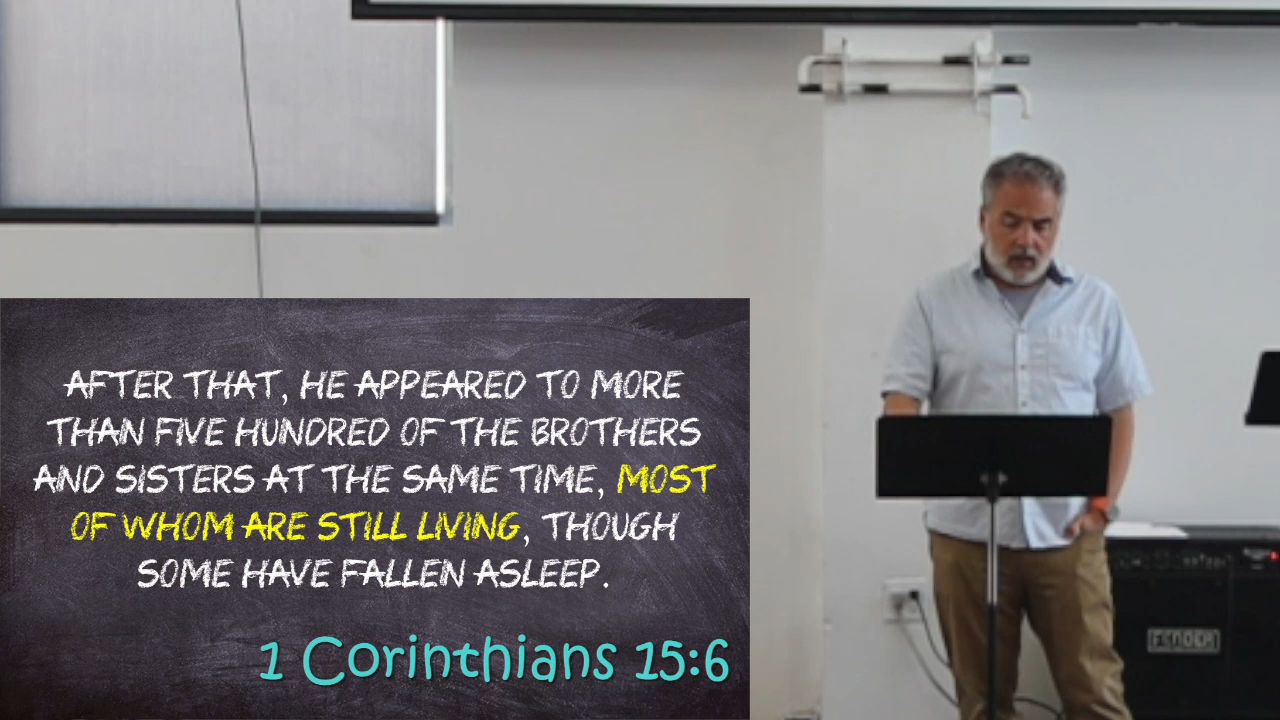 AFTER THAT, HE APPEARED TO MORE
THAN FIVE HUNDRED OF THE BROTHERS
AND SISTERS AT THE SAME TIME, MOST
OF WHOM ARE STILL LIVING, THOUGH
SOME HAVE FALLEN ASLEEP.
1 Corinthians 15:6
FENDER